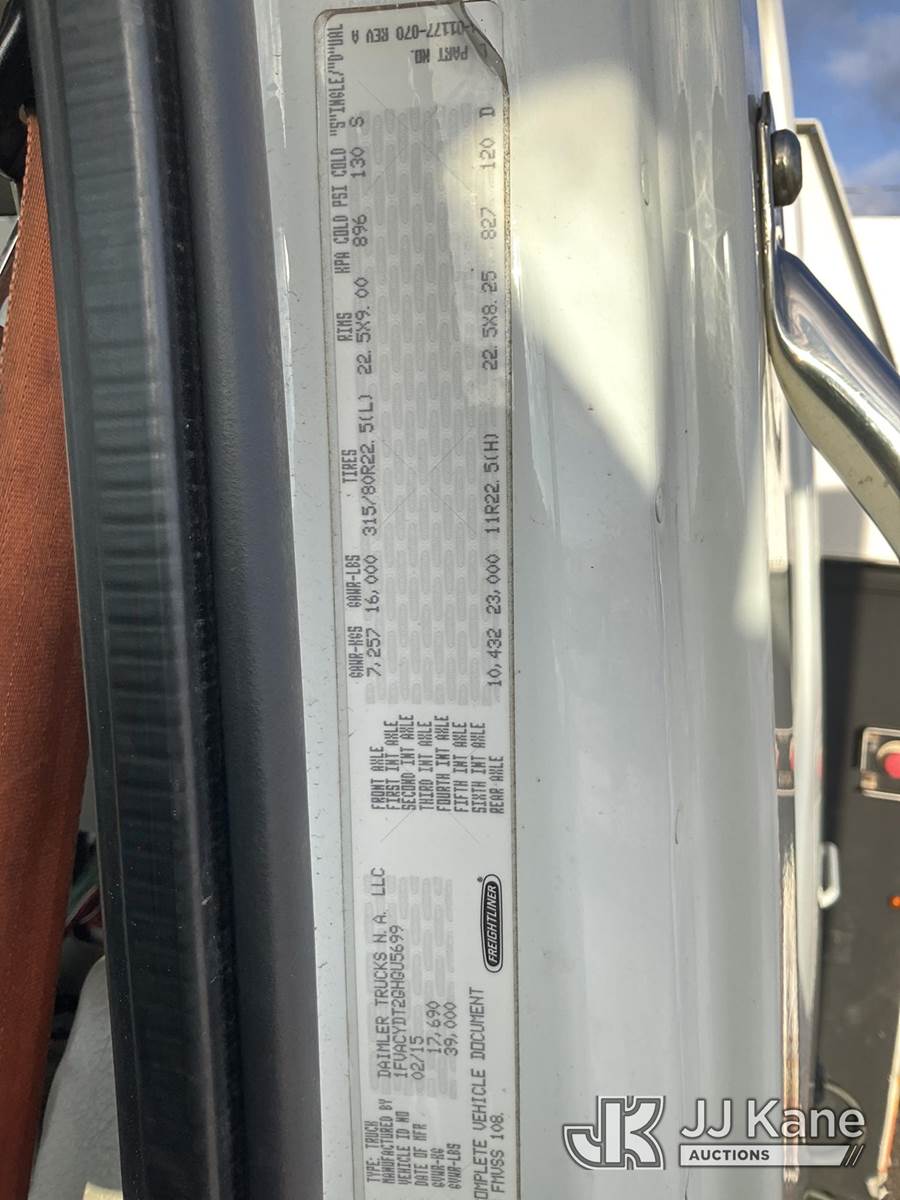 TYPE: TRUCK
MANUFACTURED BY DAIMLER TRUCKS N.A. LLC
VEHICLE ID NO 1FVACYDT2GHGU5699
DATE OF MFR 02/15
GVWR-KG 17,690
GVWR-LBS 39,000
OMPLETE VEHICLE DOCUMENT
FMVSS 108.
FREIGHTLINER
GAWR-KGS GAWR-LBS TIRES RIMS KPA COLD PSI COLD "S"INGLE/"D"UAL
FRONT AXLE 7,257 16,000 315/80R22.5(L) 22.5X9.00 896 130 S
FIRST INT AXLE
SECOND INT AXLE
THIRD INT AXLE
FOURTH INT AXLE
FIFTH INT AXLE
SIXTH INT AXLE
REAR AXLE 10,432 23,000 11R22.5(H) 22.5X8.25 827 120 D
-01177-070 REV A
PART NO.
JK
JJ Kane
AUCTIONS